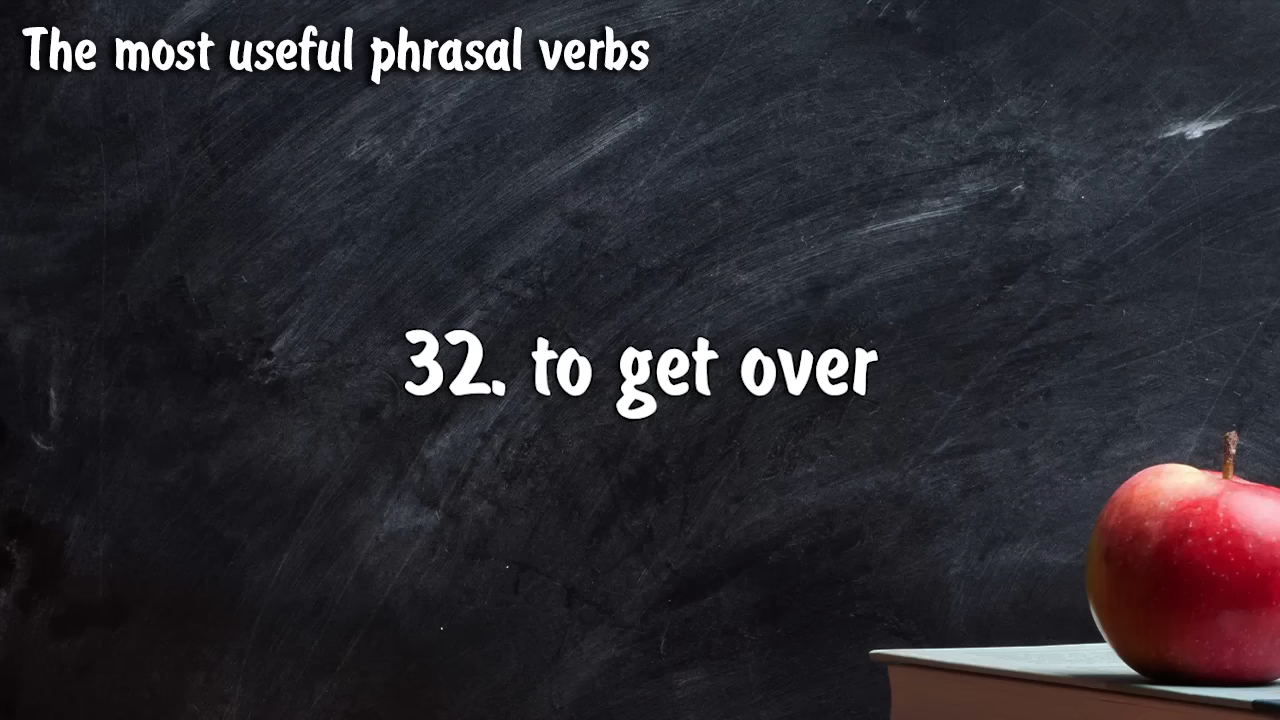 The most useful phrasal verbs
32. to get over